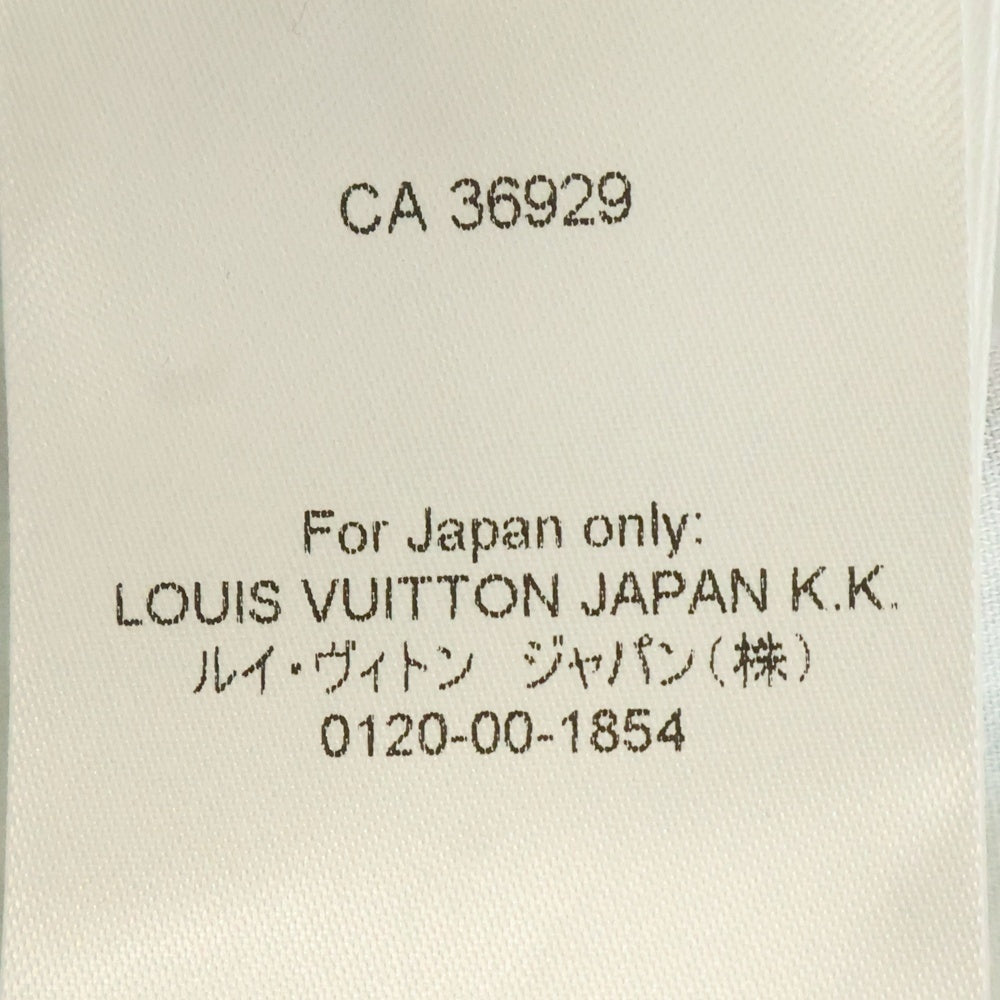 CA 36929
For Japan only:
LOUIS VUITTON JAPAN K.K.
ルイ・ヴィトン　ジャパン（株）
0120-00-1854